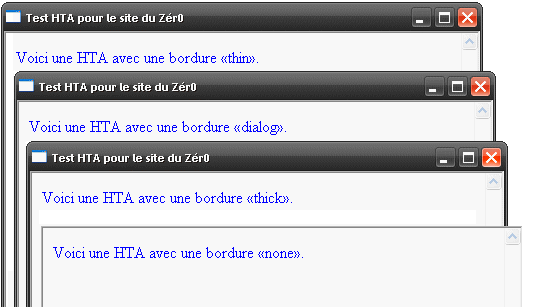 Test HTA pour le site du Zér0
Voici une HTA avec une bordure «thin».
Test HTA pour le site du Zér0
Voici une HTA avec une bordure «dialog».
Test HTA pour le site du Zér0
Voici une HTA avec une bordure «thick».
Voici une HTA avec une bordure «none».